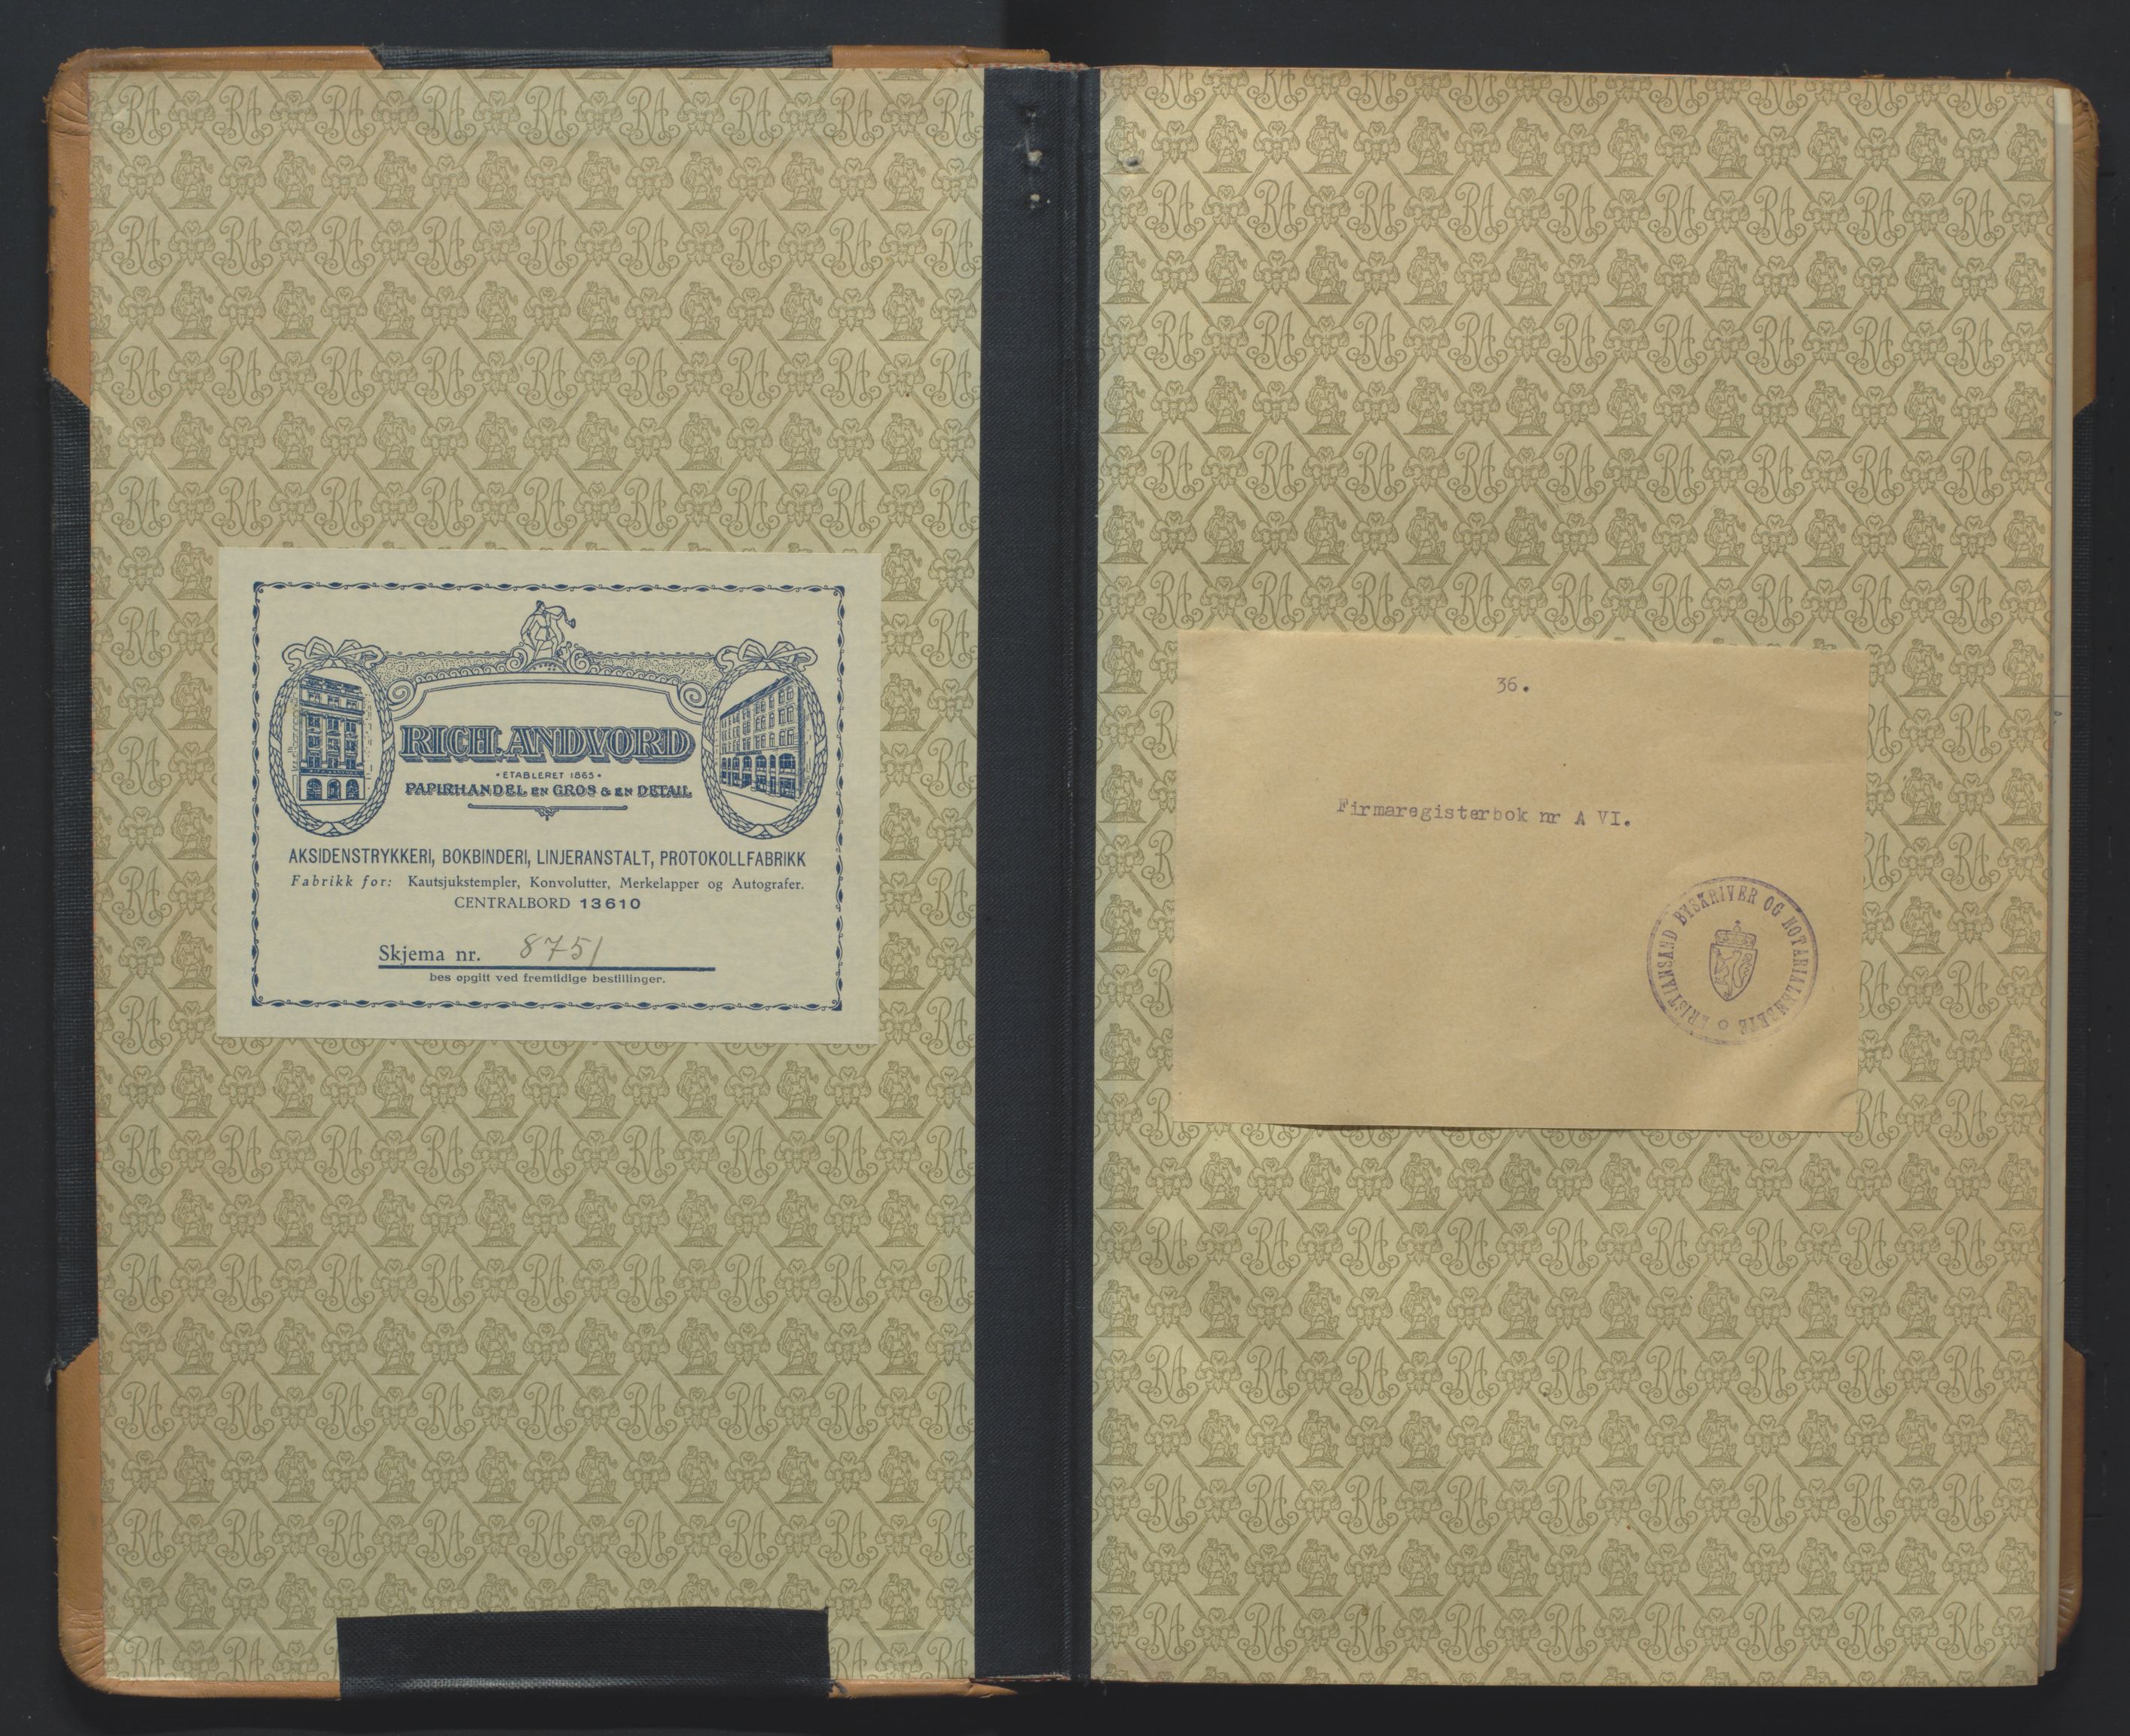 RICH. ANDVORD
• ETABLERET 1865 •
PAPIRHANDEL EN GROS & EN DETAIL
AKSIDENSTRYKKERI, BOKBINDERI, LINJERANSTALT, PROTOKOLLFABRIKK
Fabrikk for: Kautsjukstempler, Konvolutter, Merkelapper og Autografer.
CENTRALBORD 13610
Skjema nr. 8751
bes opgitt ved fremtidige bestillinger.
36.
Firmaregisterbok nr A VI.
KRISTIANSAND BYSKRIVER OG NOTARIALEMBETE